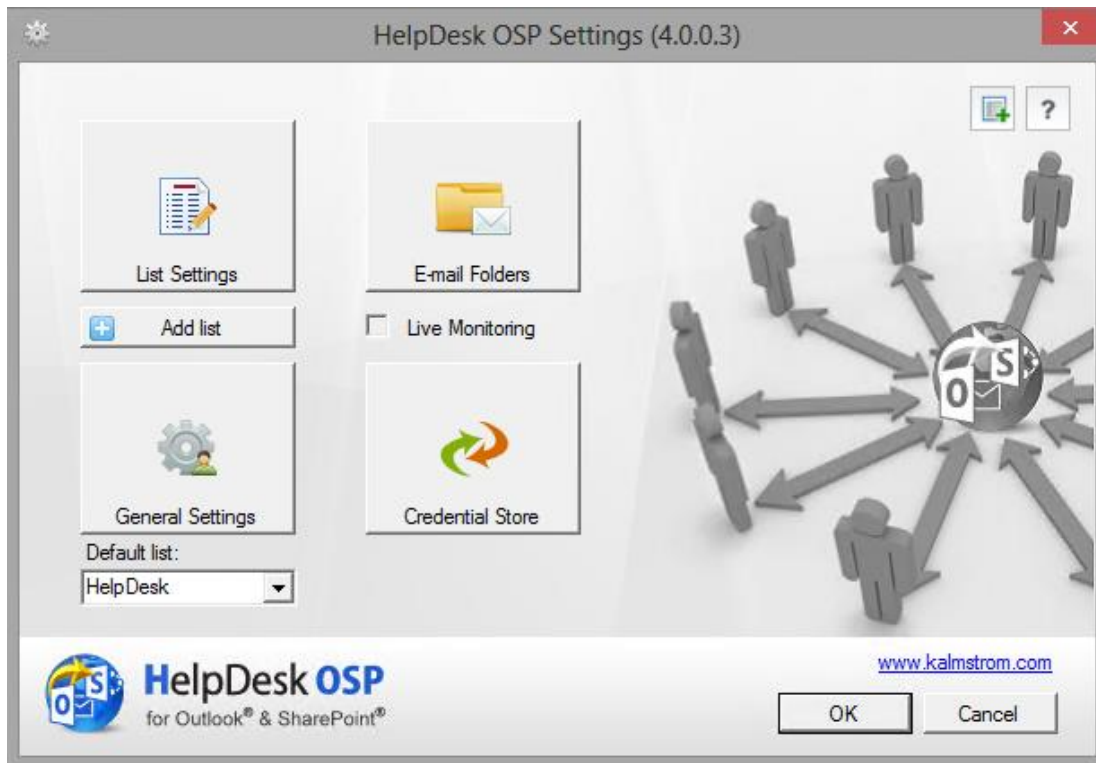 HelpDesk OSP Settings (4.0.0.3)
?
List Settings
E-mail Folders
Add list
Live Monitoring
S
O
General Settings
Credential Store
Default list:
HelpDesk
www.kalmstrom.com
S
O
HelpDesk OSP
for Outlook® & SharePoint®
OK
Cancel